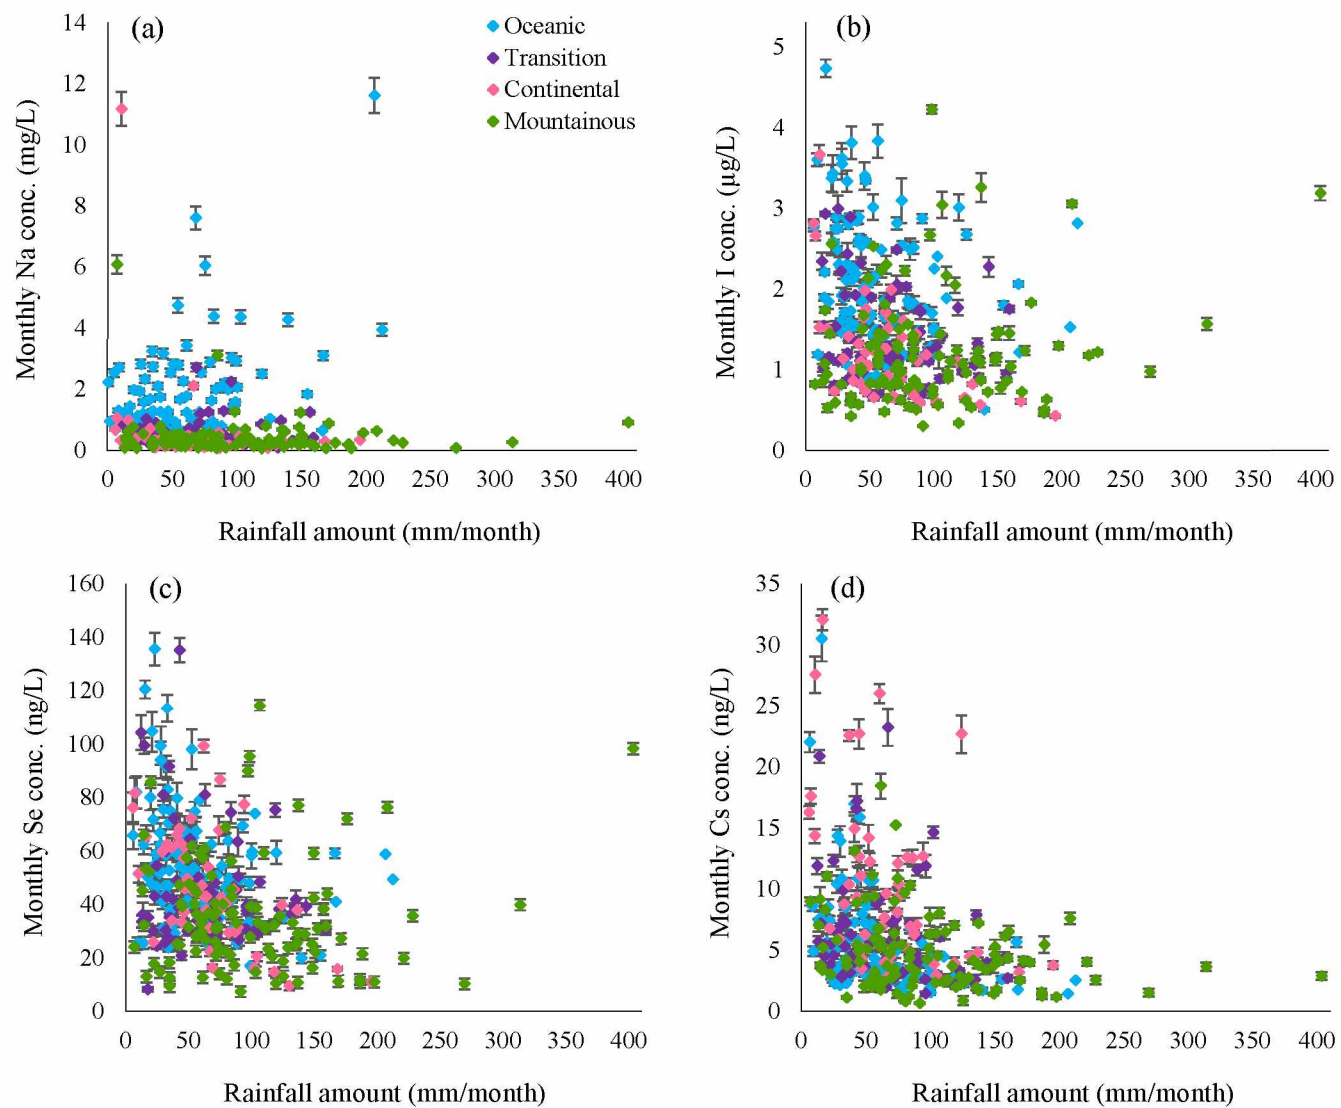 (a)
Oceanic
Transition
Continental
Mountainous
Monthly Na conc. (mg/L)
14
12
10
8
6
4
2
0
0 50 100 150 200 250 300 350 400
Rainfall amount (mm/month)
(b)
Monthly I conc. (µg/L)
5
4
3
2
1
0
0 50 100 150 200 250 300 350 400
Rainfall amount (mm/month)
(c)
Monthly Se conc. (ng/L)
160
140
120
100
80
60
40
20
0
0 50 100 150 200 250 300 350 400
Rainfall amount (mm/month)
(d)
Monthly Cs conc. (ng/L)
35
30
25
20
15
10
5
0
0 50 100 150 200 250 300 350 400
Rainfall amount (mm/month)